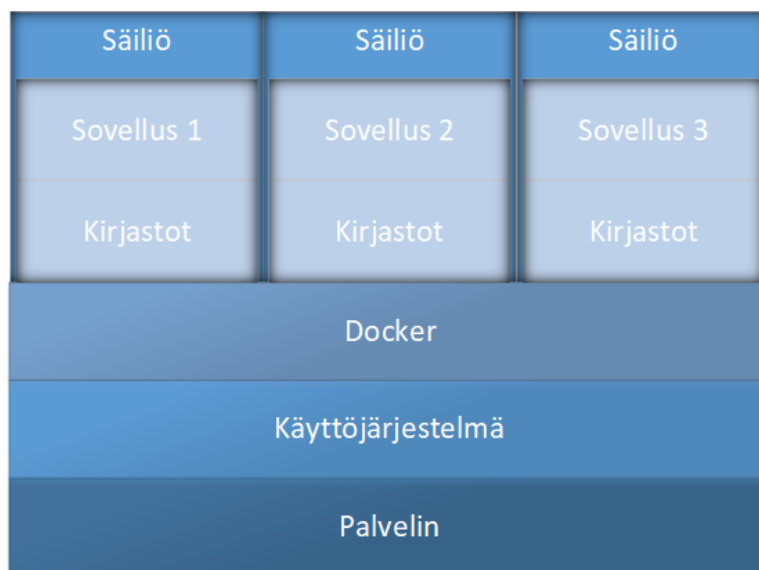 Säiliö Säiliö Säiliö
Sovellus 1 Sovellus 2 Sovellus 3
Kirjastot Kirjastot Kirjastot
Docker
Käyttöjärjestelmä
Palvelin